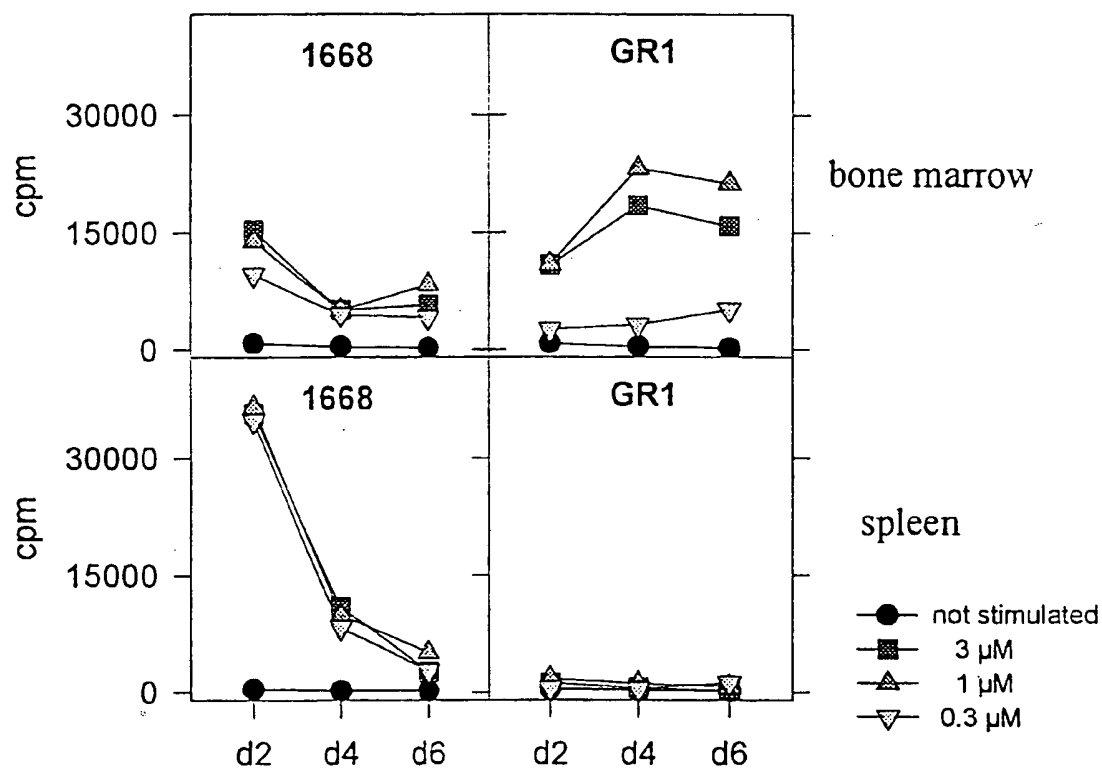 1668 GR1
30000
15000
0
cpm
bone marrow
1668 GR1
30000
15000
0
cpm
spleen
not stimulated
3 µM
1 µM
0.3 µM
d2 d4 d6 d2 d4 d6